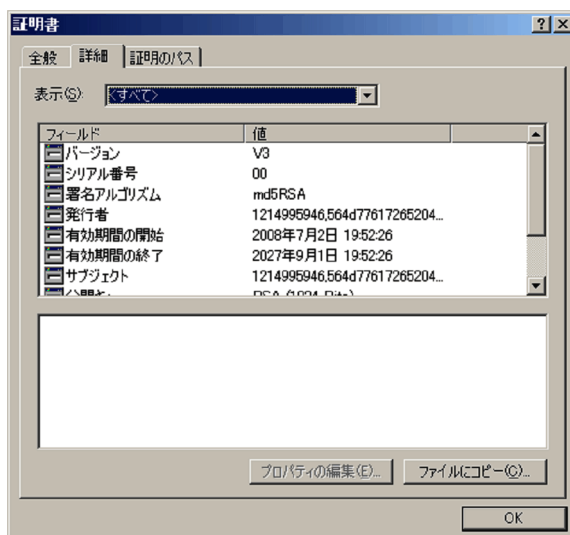 証明書
全般 詳細 証明のパス
表示(S): <すべて>
フィールド 値
バージョン V3
シリアル番号 00
署名アルゴリズム md5RSA
発行者 1214995946,564d77617265204...
有効期間の開始 2008年7月2日 19:52:26
有効期間の終了 2027年9月1日 19:52:26
サブジェクト 1214995946,564d77617265204...
RSA (1024 Bits)
プロパティの編集(E)... ファイルにコピー(C)...
OK